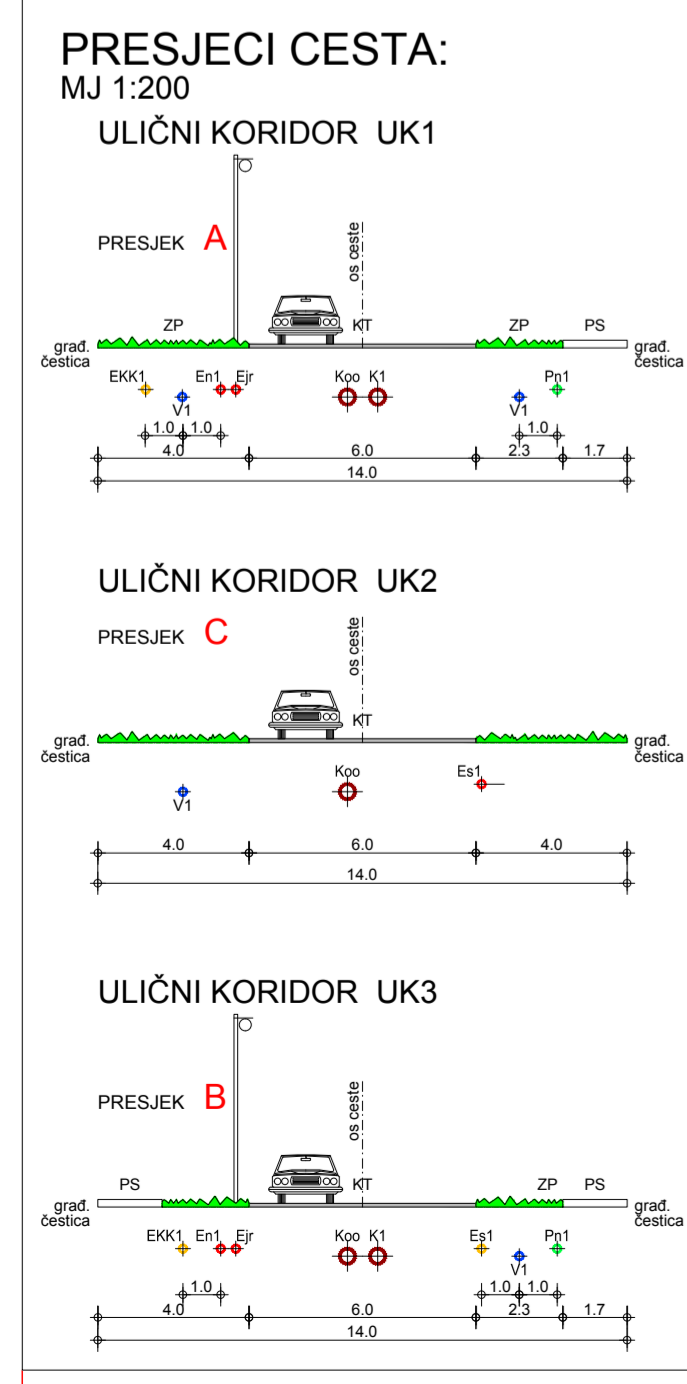 PRESJECI CESTA:
MJ 1:200
ULIČNI KORIDOR UK1
PRESJEK A
os ceste
ZP KT ZP PS
građ. čestica
građ. čestica
EKK1 En1 Ejr Koo K1 Pn1
V1 V1
1.0 1.0 1.0
4.0 6.0 2.3 1.7
14.0
ULIČNI KORIDOR UK2
PRESJEK C
os ceste
KT
građ. čestica
građ. čestica
Koo Es1
V1
4.0 6.0 4.0
14.0
ULIČNI KORIDOR UK3
PRESJEK B
os ceste
PS KT ZP PS
građ. čestica
građ. čestica
EKK1 En1 Ejr Koo K1 Es1 Pn1
V1
1.0 1.0 1.0
4.0 6.0 2.3 1.7
14.0